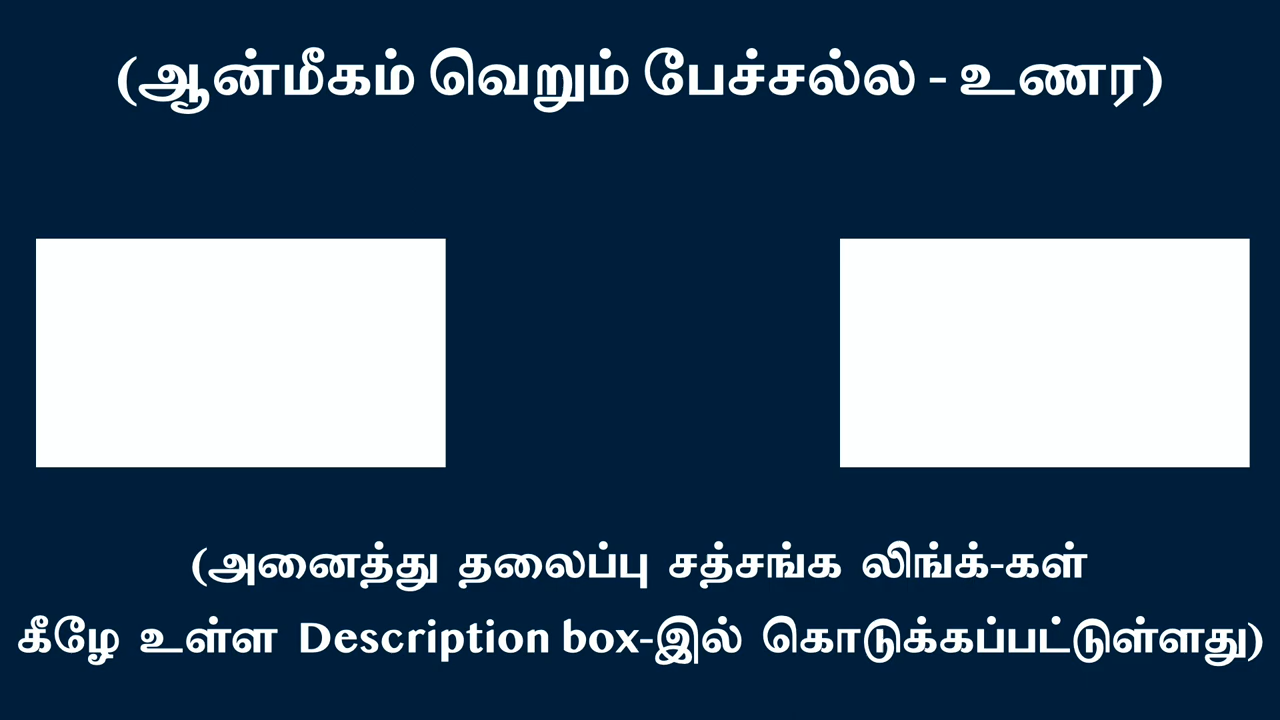 (ஆன்மீகம் வெறும் பேச்சல்ல - உணர)
(அனைத்து தலைப்பு சத்சங்க லிங்க்-கள்
கீழே உள்ள Description box-இல் கொடுக்கப்பட்டுள்ளது)